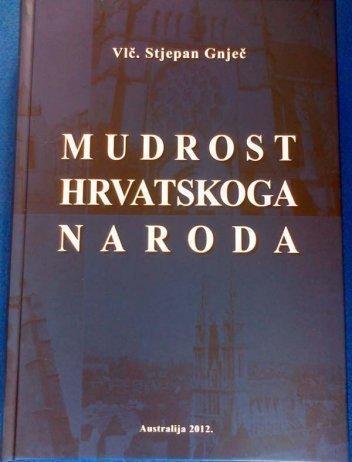 Vlč. Stjepan Gnječ
MUDROST
HRVATSKOGA
NARODA
Australija 2012.